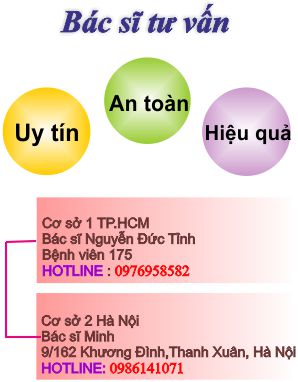 Bác sĩ tư vấn
Uy tín
An toàn
Hiệu quả
Cơ sở 1 TP.HCM
Bác sĩ Nguyễn Đức Tĩnh
Bệnh viên 175
HOTLINE : 0976958582
Cơ sở 2 Hà Nội
Bác sĩ Minh
9/162 Khương Đình,Thanh Xuân, Hà Nội
HOTLINE: 0986141071